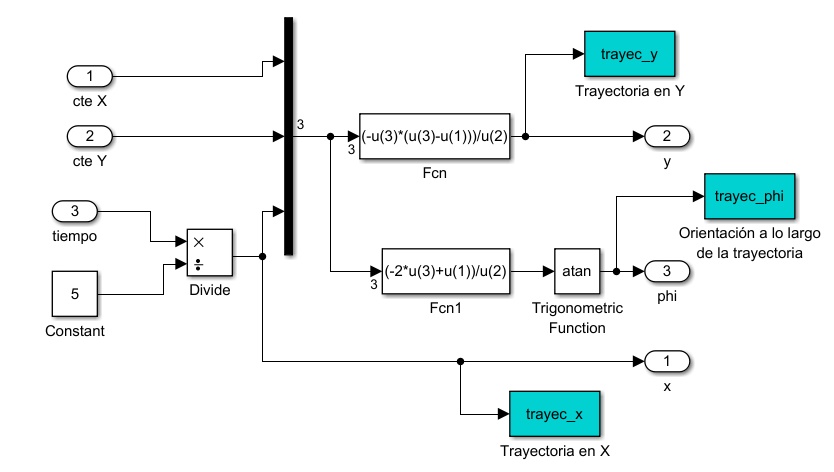 trayec_y
Trayectoria en Y
1
cte X
2
cte Y
3
3
(-u(3)*(u(3)-u(1)))/u(2)
Fcn
2
y
trayec_phi
Orientación a lo largo
de la trayectoria
3
tiempo
×
÷
Divide
5
Constant
3
(-2*u(3)+u(1))/u(2)
Fcn1
atan
Trigonometric
Function
3
phi
1
x
trayec_x
Trayectoria en X